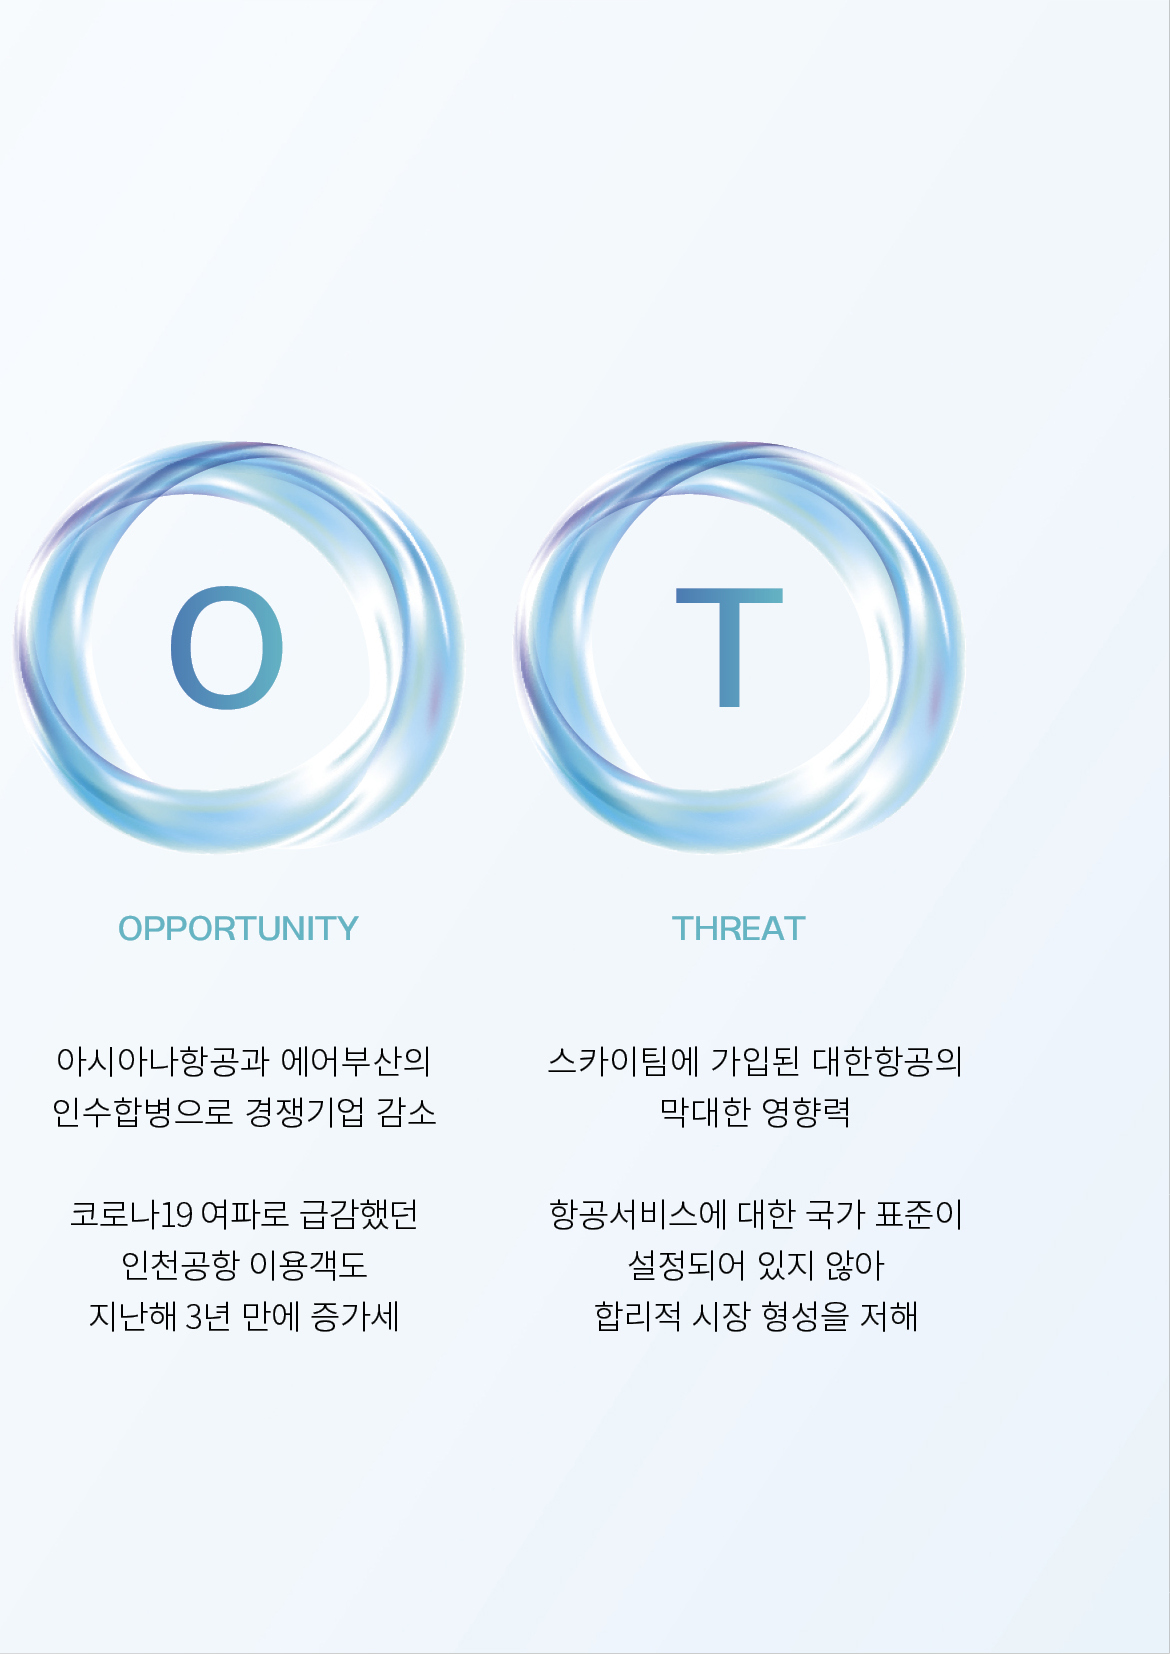 O
OPPORTUNITY
아시아나항공과 에어부산의
인수합병으로 경쟁기업 감소
코로나19 여파로 급감했던
인천공항 이용객도
지난해 3년 만에 증가세
T
THREAT
스카이팀에 가입된 대한항공의
막대한 영향력
항공서비스에 대한 국가 표준이
설정되어 있지 않아
합리적 시장 형성을 저해